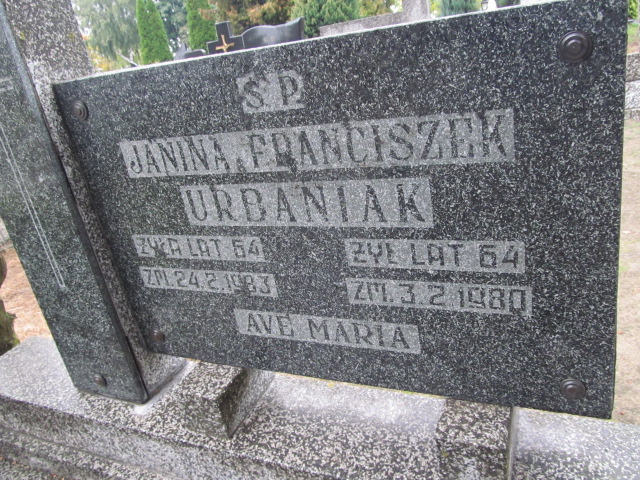 Ś P.
JANINA, FRANCISZEK
URBANIAK
ŻYŁA LAT 64 ŻYŁ LAT 64
ZM. 24.2.1983 ZM. 3.2.1980
AVE MARIA